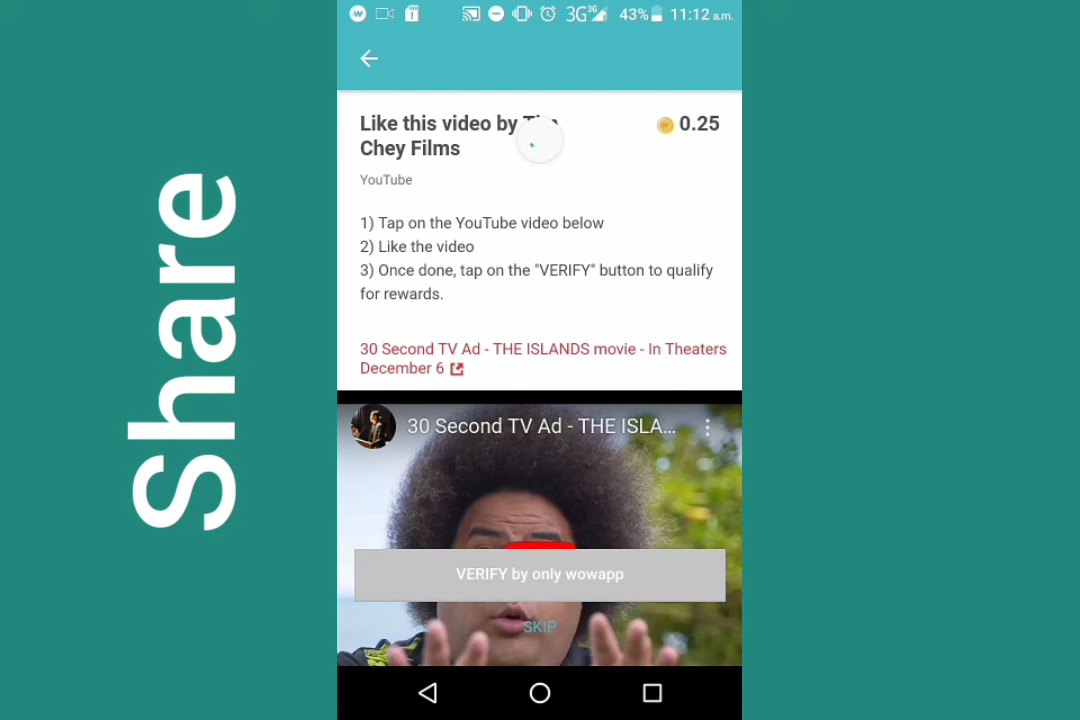 Share
3G 3G 43% 11:12 a.m.
Like this video by
Chey Films
0.25
YouTube
1) Tap on the YouTube video below
2) Like the video
3) Once done, tap on the "VERIFY" button to qualify
for rewards.
30 Second TV Ad - THE ISLANDS movie - In Theaters
December 6
30 Second TV Ad - THE ISLA...
VERIFY by only wowapp
SKIP